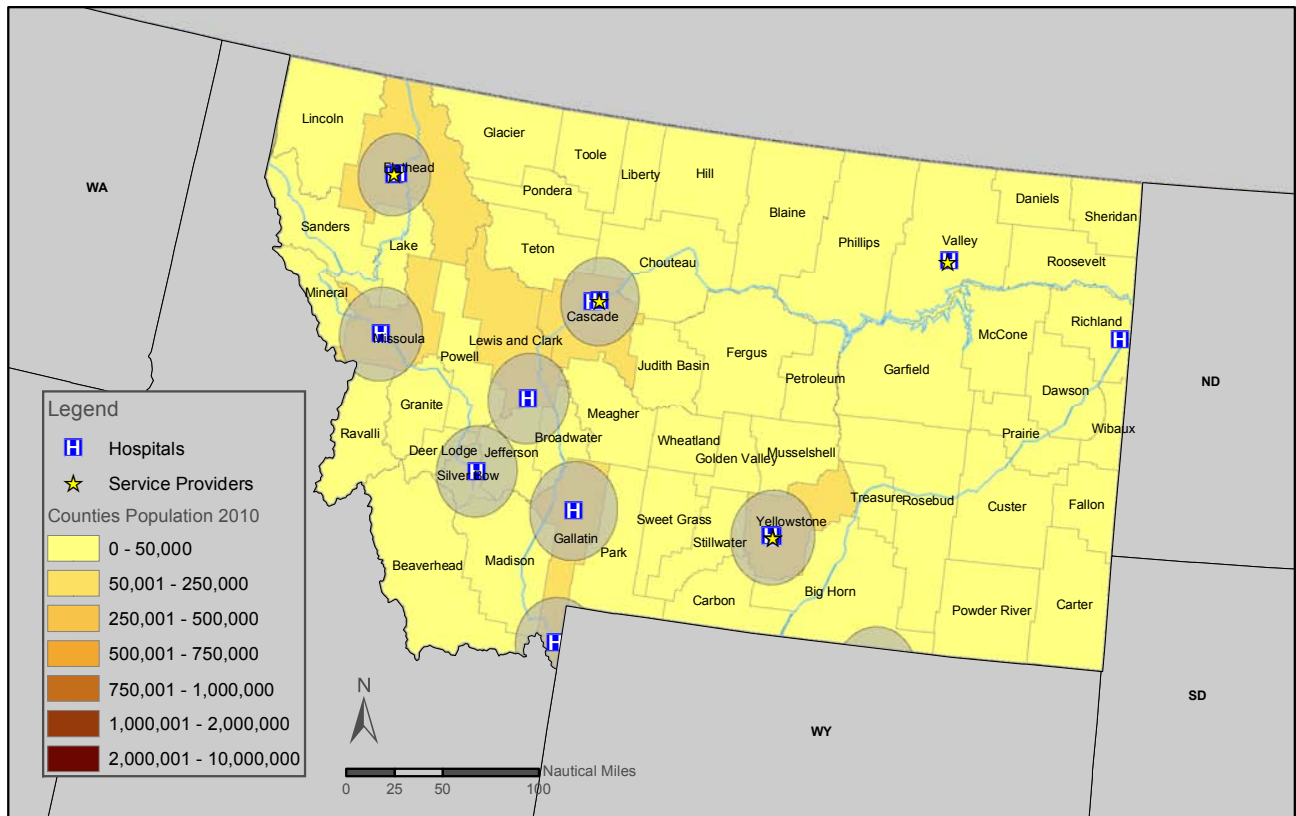 Lincoln
Flathead
Glacier
Toole
Liberty
Hill
Blaine
Phillips
Valley
Daniels
Sheridan
Roosevelt
Pondera
Sanders
Lake
Teton
Chouteau
Mineral
Missoula
Powell
Lewis and Clark
Cascade
Judith Basin
Fergus
Petroleum
Garfield
McCone
Richland
Dawson
Prairie
Wibaux
Granite
Ravalli
Deer Lodge
Jefferson
Silver Bow
Broadwater
Meagher
Wheatland
Golden Valley
Musselshell
Treasure
Rosebud
Custer
Fallon
Beaverhead
Madison
Gallatin
Park
Sweet Grass
Stillwater
Yellowstone
Carbon
Big Horn
Powder River
Carter
WA
ND
SD
WY
Legend
H Hospitals
Service Providers
Counties Population 2010
0 - 50,000
50,001 - 250,000
250,001 - 500,000
500,001 - 750,000
750,001 - 1,000,000
1,000,001 - 2,000,000
2,000,001 - 10,000,000
N
Nautical Miles
0 25 50 100